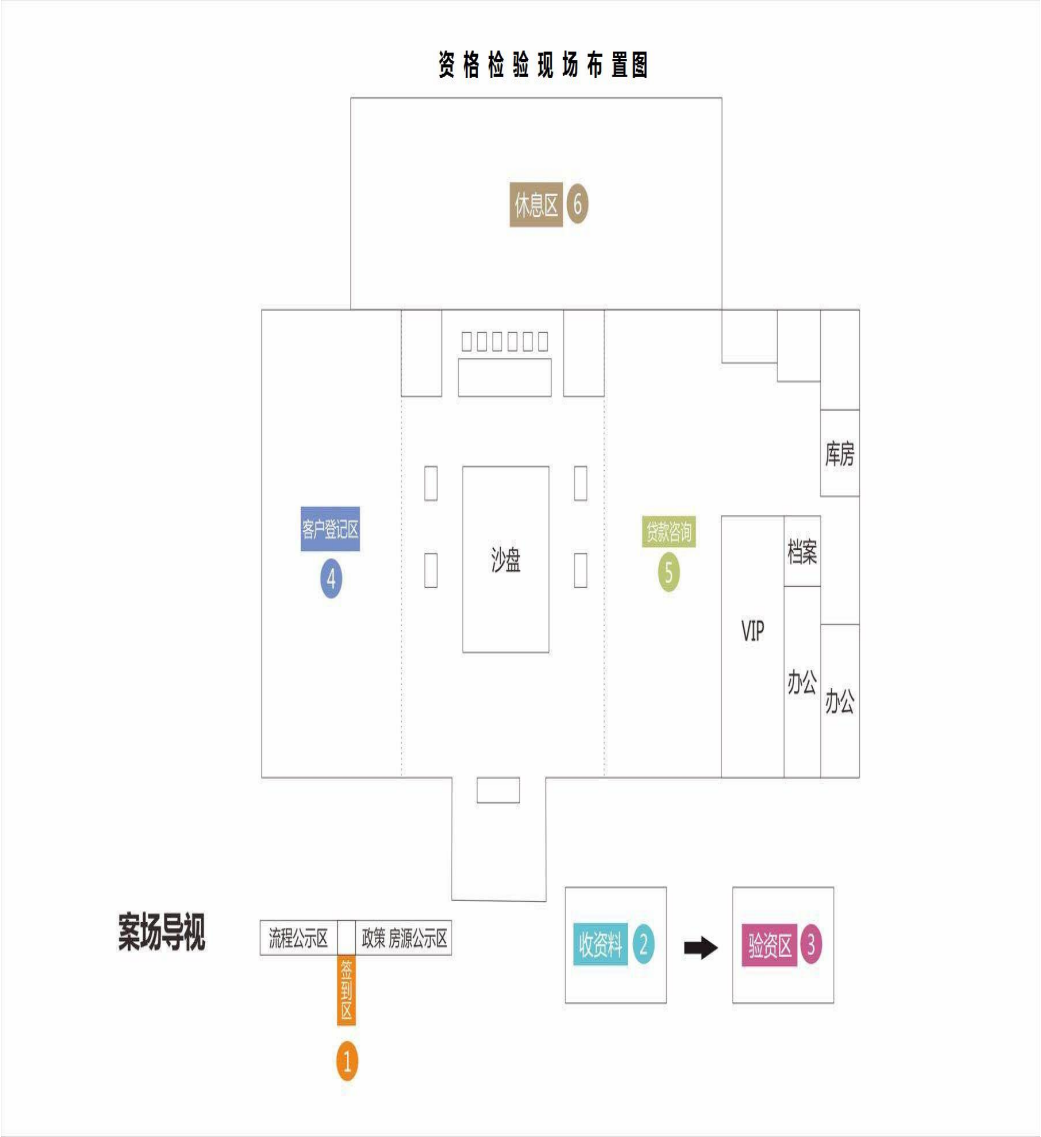 资格检验现场布置图
休息区 6
库房
客户登记区
4
沙盘
贷款咨询
5
档案
VIP
办公
办公
案场导视
流程公示区
政策 房源公示区
签到区
1
收资料 2
验资区 3